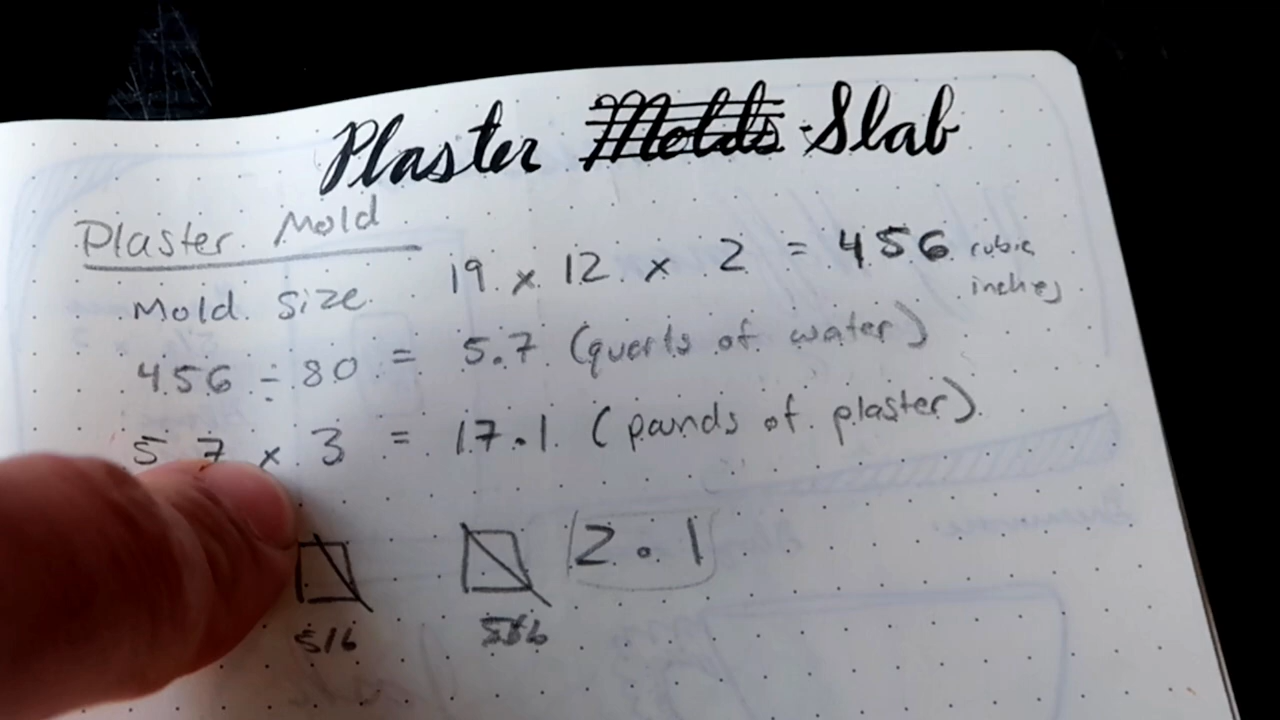 Plaster Molds Slab
Plaster Mold
Mold size 19 x 12 x 2 = 456 cubic inches
456 ÷ 80 = 5.7 (querts of water)
5 7 x 3 = 17.1 (pounds of plaster)
2.1
516